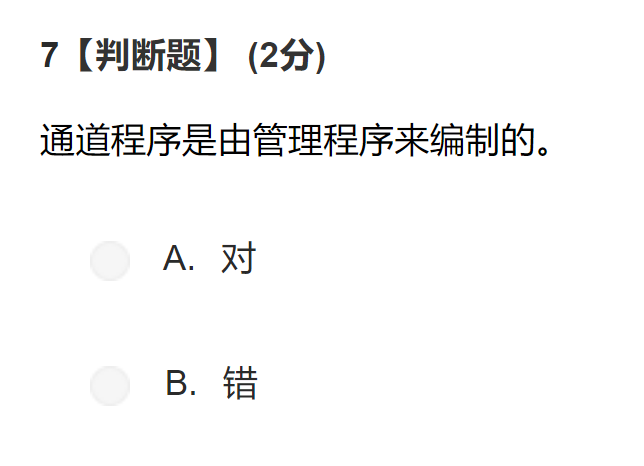 7【判断题】 (2分)
通道程序是由管理程序来编制的。
A. 对
B. 错